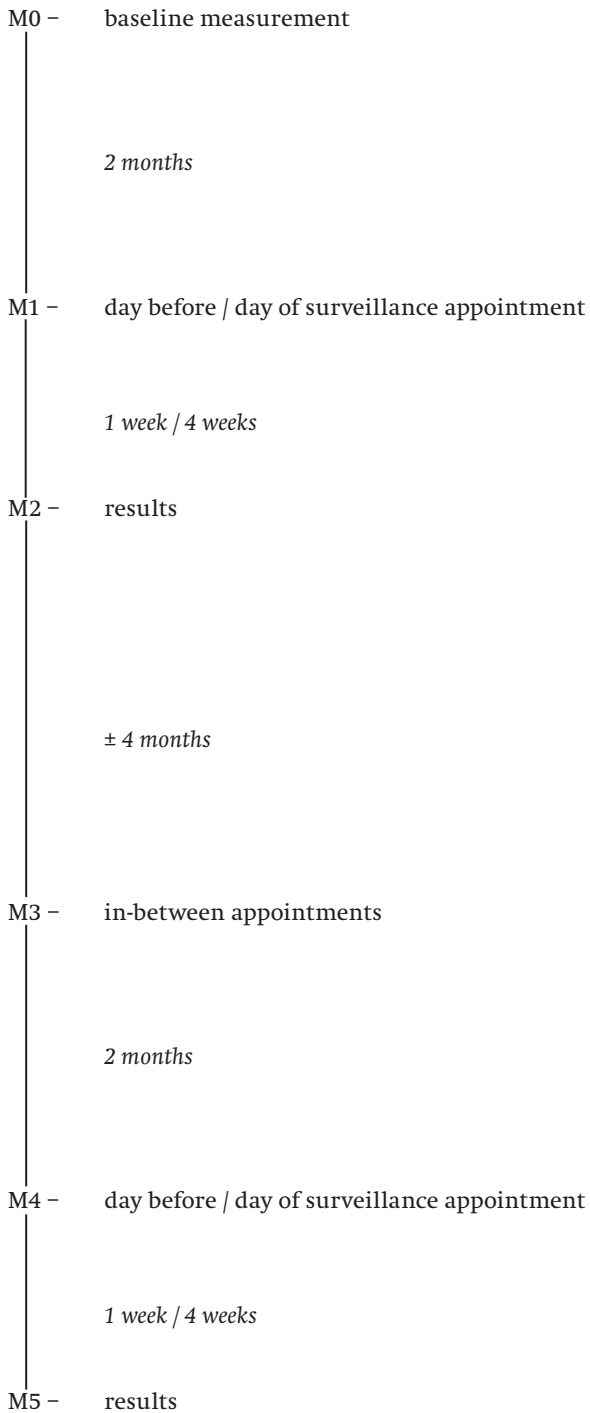 M0 – baseline measurement
2 months
M1 – day before / day of surveillance appointment
1 week / 4 weeks
M2 – results
± 4 months
M3 – in-between appointments
2 months
M4 – day before / day of surveillance appointment
1 week / 4 weeks
M5 – results